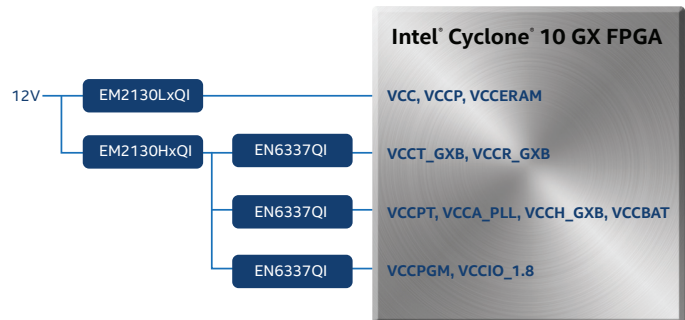 Intel® Cyclone® 10 GX FPGA
12V
EM2130LxQI
VCC, VCCP, VCCERAM
EM2130HxQI
EN6337QI
VCCT_GXB, VCCR_GXB
EN6337QI
VCCPT, VCCA_PLL, VCCH_GXB, VCCBAT
EN6337QI
VCCPGM, VCCIO_1.8